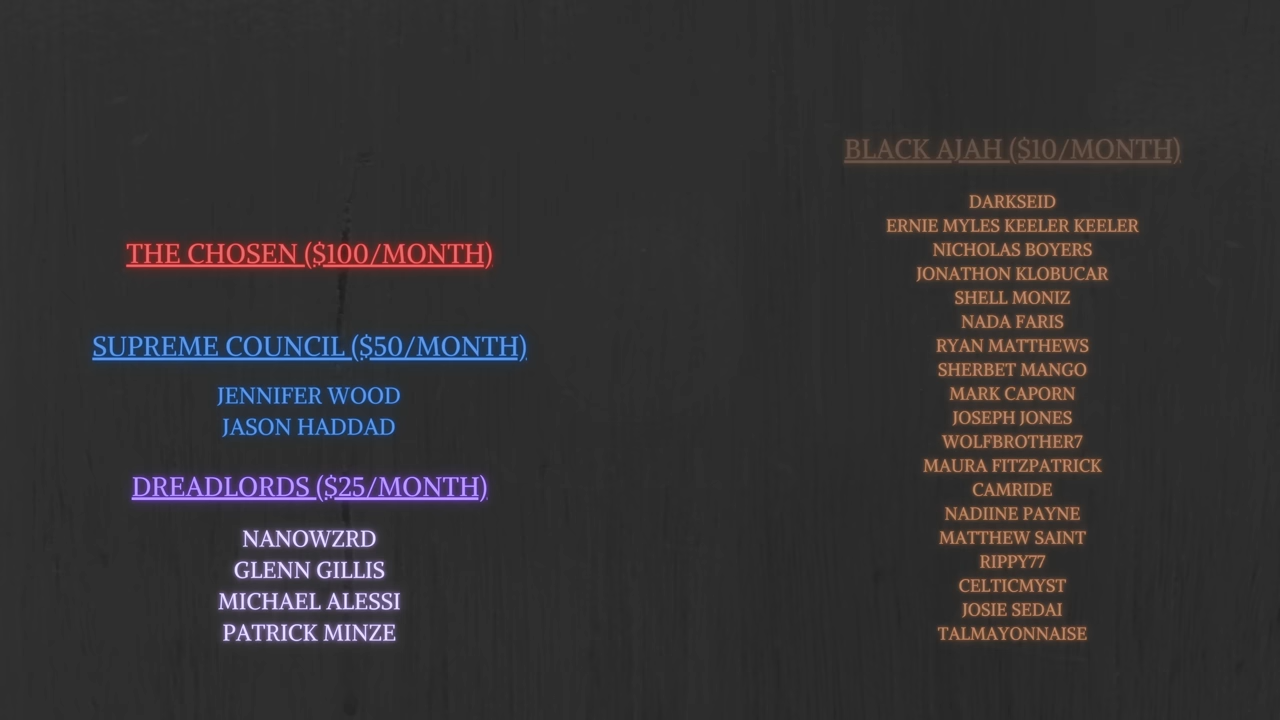 THE CHOSEN ($100/MONTH)
SUPREME COUNCIL ($50/MONTH)
JENNIFER WOOD
JASON HADDAD
DREADLORDS ($25/MONTH)
NANOWZRD
GLENN GILLIS
MICHAEL ALESSI
PATRICK MINZE
BLACK AJAH ($10/MONTH)
DARKSEID
ERNIE MYLES KEELER KEELER
NICHOLAS BOYERS
JONATHON KLOBUCAR
SHELL MONIZ
NADA FARIS
RYAN MATTHEWS
SHERBET MANGO
MARK CAPORN
JOSEPH JONES
WOLFBROTHER7
MAURA FITZPATRICK
CAMRIDE
NADIINE PAYNE
MATTHEW SAINT
RIPPY77
CELTICMYST
JOSIE SEDAI
TALMAYONNAISE